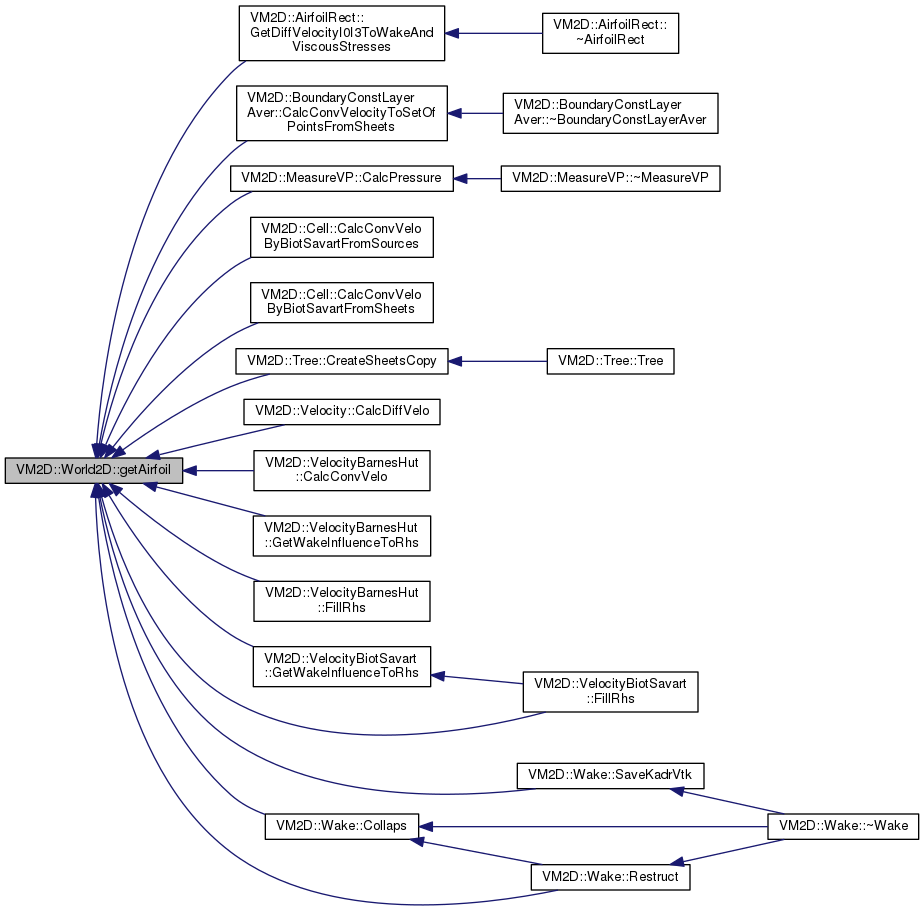 VM2D::AirfoilRect::
GetDiffVelocityI0I3ToWakeAnd
ViscousStresses
VM2D::AirfoilRect::
~AirfoilRect
VM2D::BoundaryConstLayer
Aver::CalcConvVelocityToSetOf
PointsFromSheets
VM2D::BoundaryConstLayer
Aver::~BoundaryConstLayerAver
VM2D::MeasureVP::CalcPressure
VM2D::MeasureVP::~MeasureVP
VM2D::Cell::CalcConvVelo
ByBiotSavartFromSources
VM2D::Cell::CalcConvVelo
ByBiotSavartFromSheets
VM2D::Tree::CreateSheetsCopy
VM2D::Tree::Tree
VM2D::Velocity::CalcDiffVelo
VM2D::World2D::getAirfoil
VM2D::VelocityBarnesHut
::CalcConvVelo
VM2D::VelocityBarnesHut
::GetWakeInfluenceToRhs
VM2D::VelocityBarnesHut
::FillRhs
VM2D::VelocityBiotSavart
::GetWakeInfluenceToRhs
VM2D::VelocityBiotSavart
::FillRhs
VM2D::Wake::SaveKadrVtk
VM2D::Wake::Collaps
VM2D::Wake::~Wake
VM2D::Wake::Restruct